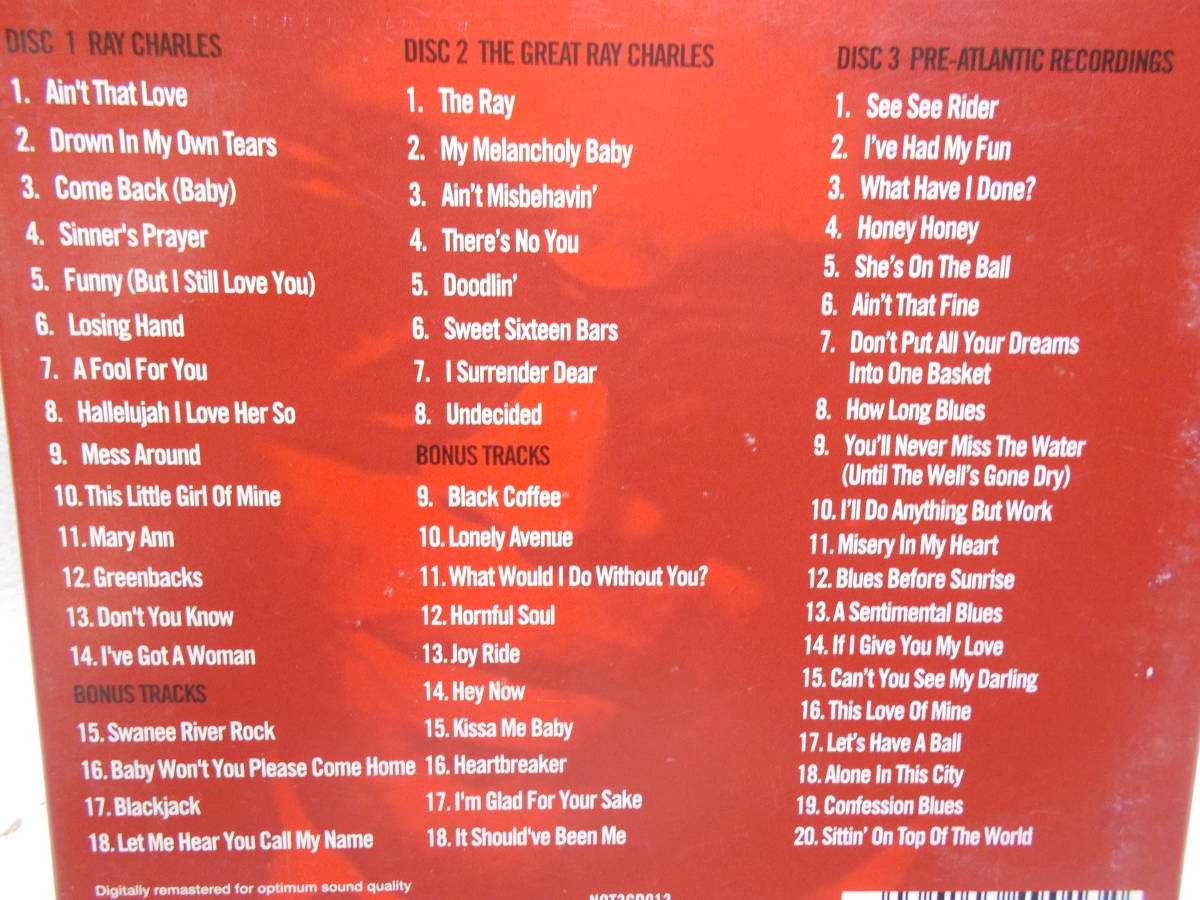 DISC 1 RAY CHARLES
1. Ain't That Love
2. Drown In My Own Tears
3. Come Back (Baby)
4. Sinner's Prayer
5. Funny (But I Still Love You)
6. Losing Hand
7. A Fool For You
8. Hallelujah I Love Her So
9. Mess Around
10. This Little Girl Of Mine
11. Mary Ann
12. Greenbacks
13. Don't You Know
14. I've Got A Woman
BONUS TRACKS
15. Swanee River Rock
16. Baby Won't You Please Come Home
17. Blackjack
18. Let Me Hear You Call My Name
Digitally remastered for optimum sound quality
DISC 2 THE GREAT RAY CHARLES
1. The Ray
2. My Melancholy Baby
3. Ain't Misbehavin'
4. There's No You
5. Doodlin'
6. Sweet Sixteen Bars
7. I Surrender Dear
8. Undecided
BONUS TRACKS
9. Black Coffee
10. Lonely Avenue
11. What Would I Do Without You?
12. Hornful Soul
13. Joy Ride
14. Hey Now
15. Kissa Me Baby
16. Heartbreaker
17. I'm Glad For Your Sake
18. It Should've Been Me
NOT3CD013
DISC 3 PRE-ATLANTIC RECORDINGS
1. See See Rider
2. I've Had My Fun
3. What Have I Done?
4. Honey Honey
5. She's On The Ball
6. Ain't That Fine
7. Don't Put All Your Dreams
Into One Basket
8. How Long Blues
9. You'll Never Miss The Water
(Until The Well's Gone Dry)
10. I'll Do Anything But Work
11. Misery In My Heart
12. Blues Before Sunrise
13. A Sentimental Blues
14. If I Give You My Love
15. Can't You See My Darling
16. This Love Of Mine
17. Let's Have A Ball
18. Alone In This City
19. Confession Blues
20. Sittin' On Top Of The World